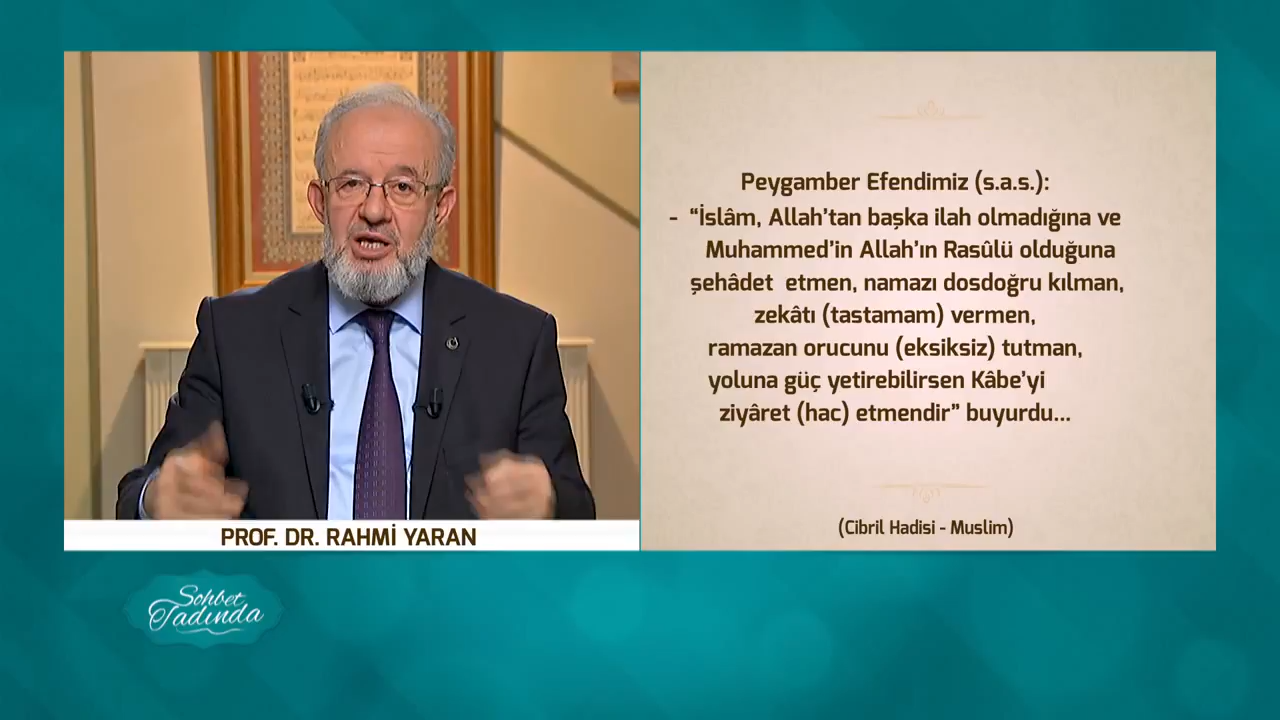 Peygamber Efendimiz (s.a.s.):
- “İslâm, Allah’tan başka ilah olmadığına ve
Muhammed’in Allah’ın Rasûlü olduğuna
şehâdet etmen, namazı dosdoğru kılman,
zekâtı (tastamam) vermen,
ramazan orucunu (eksiksiz) tutman,
yoluna güç yetirebilirsen Kâbe’yi
ziyâret (hac) etmendir” buyurdu...
(Cibril Hadisi - Muslim)
PROF. DR. RAHMİ YARAN
Sohbet
Tadında